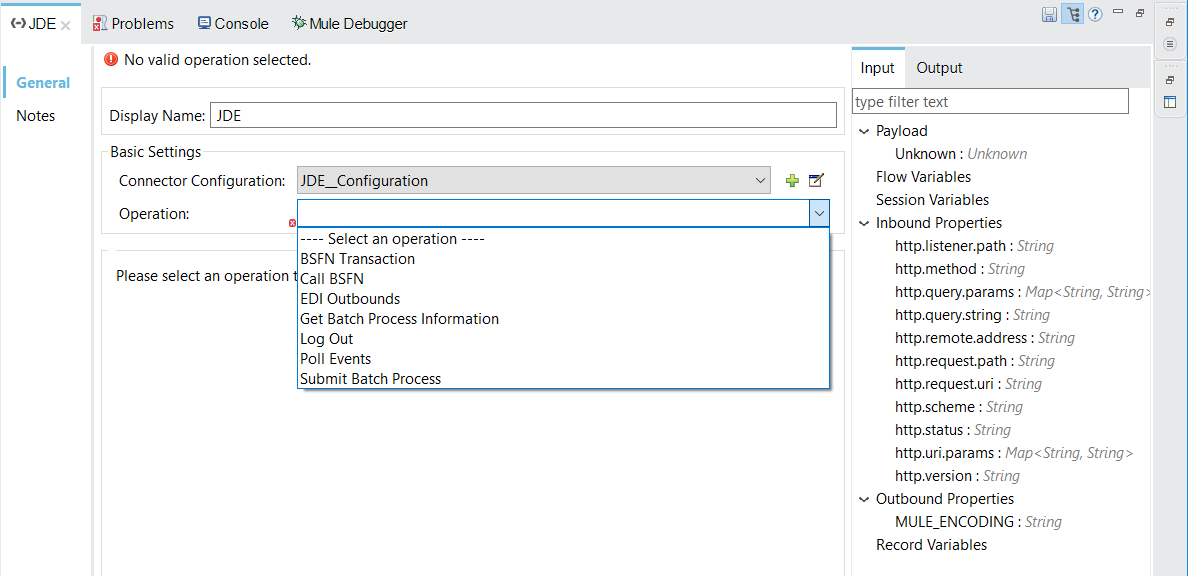 JDE
Problems
Console
Mule Debugger
No valid operation selected.
General
Notes
Display Name: JDE
Basic Settings
Connector Configuration: JDE__Configuration
Operation:
---- Select an operation ----
BSFN Transaction
Call BSFN
EDI Outbounds
Get Batch Process Information
Log Out
Poll Events
Submit Batch Process
Please select an operation t
Input
Output
type filter text
Payload
Unknown : Unknown
Flow Variables
Session Variables
Inbound Properties
http.listener.path : String
http.method : String
http.query.params : Map<String, String>
http.query.string : String
http.remote.address : String
http.request.path : String
http.request.uri : String
http.scheme : String
http.status : String
http.uri.params : Map<String, String>
http.version : String
Outbound Properties
MULE_ENCODING : String
Record Variables